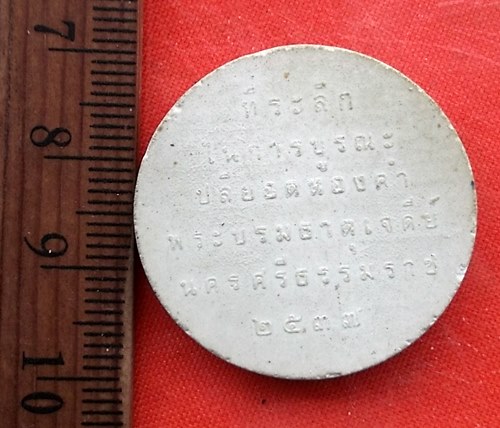 7
8
9
10
ที่ระลึก
ในการบูรณะ
ปลียอดทองคำ
พระบรมธาตุเจดีย์
นครศรีธรรมราช
๒๕๓๗